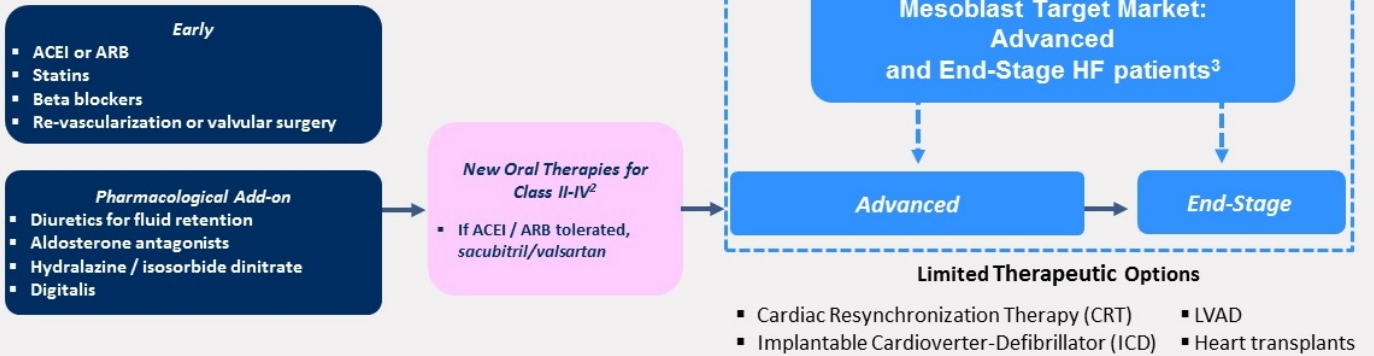 Early
▪ ACEI or ARB
▪ Statins
▪ Beta blockers
▪ Re-vascularization or valvular surgery
Pharmacological Add-on
▪ Diuretics for fluid retention
▪ Aldosterone antagonists
▪ Hydralazine / isosorbide dinitrate
▪ Digitalis
New Oral Therapies for
Class II-IV²
▪ If ACEI / ARB tolerated,
sacubitril/valsartan
Mesoblast Target Market:
Advanced
and End-Stage HF patients³
Advanced
End-Stage
Limited Therapeutic Options
▪ Cardiac Resynchronization Therapy (CRT)
▪ Implantable Cardioverter-Defibrillator (ICD)
▪ LVAD
▪ Heart transplants